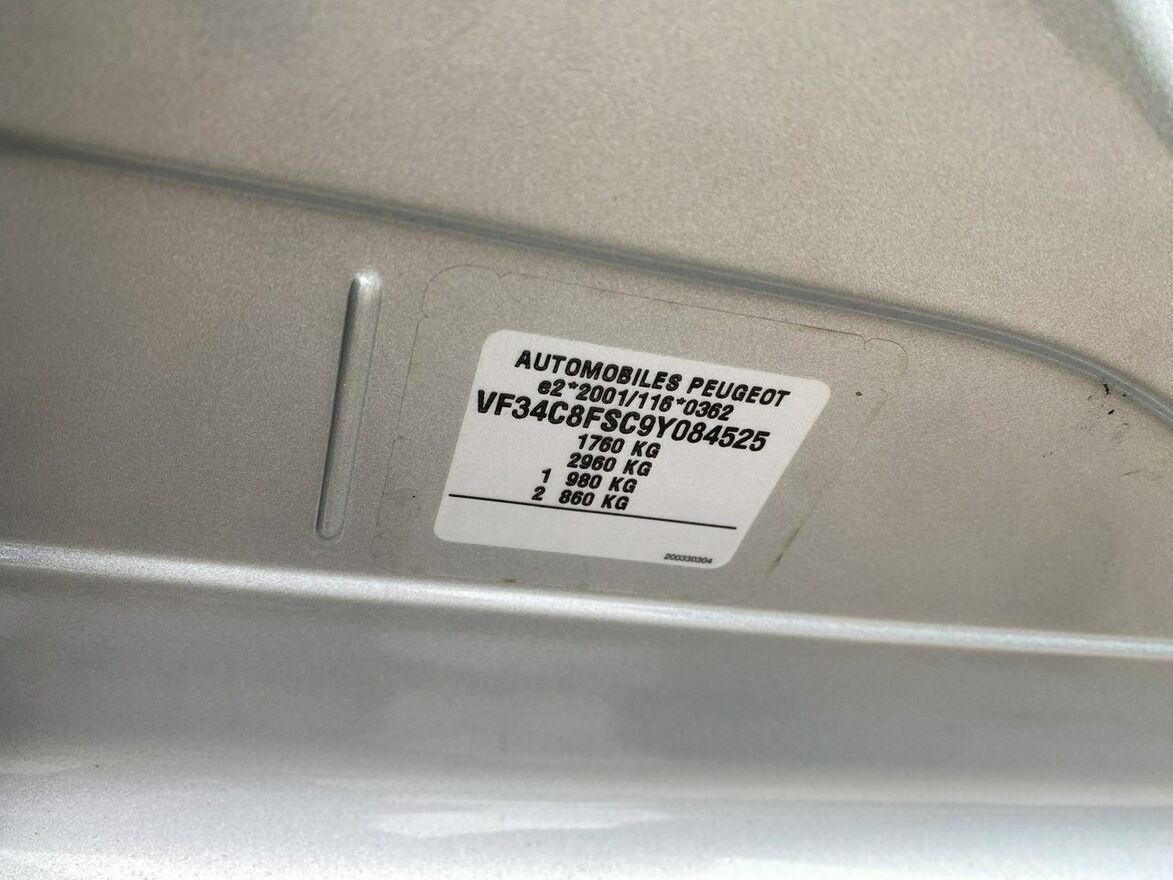 AUTOMOBILES PEUGEOT
e2*2001/116*0362
VF34C8FSC9Y084525
1760 KG
2960 KG
1 980 KG
2 860 KG
200330304